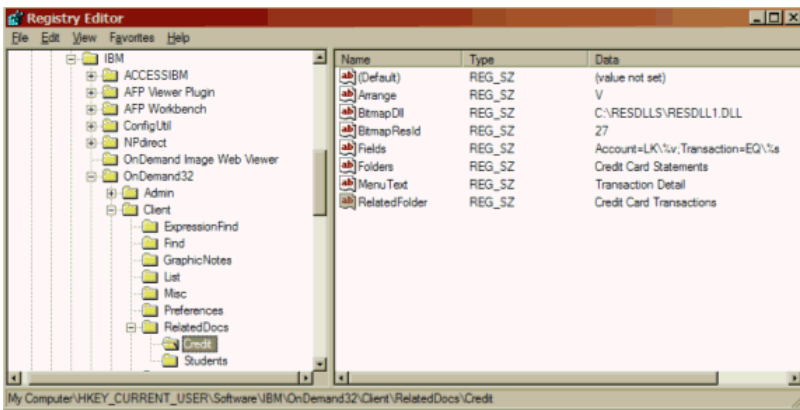 Registry Editor
File Edit View Favorites Help
IBM
ACCESSIBM
AFP Viewer Plugin
AFP Workbench
ConfigUtil
NPdirect
OnDemand Image Web Viewer
OnDemand32
Admin
Client
ExpressionFind
Find
GraphicNotes
List
Misc
Preferences
RelatedDocs
Credit
Students
Name Type Data
(Default) REG_SZ (value not set)
Arrange REG_SZ V
BitmapDll REG_SZ C:\RESDLLS\RESDLL1.DLL
BitmapResId REG_SZ 27
Fields REG_SZ Account=LK\%v;Transaction=EQ\%s
Folders REG_SZ Credit Card Statements
MenuText REG_SZ Transaction Detail
RelatedFolder REG_SZ Credit Card Transactions
My Computer\HKEY_CURRENT_USER\Software\IBM\OnDemand32\Client\RelatedDocs\Credit